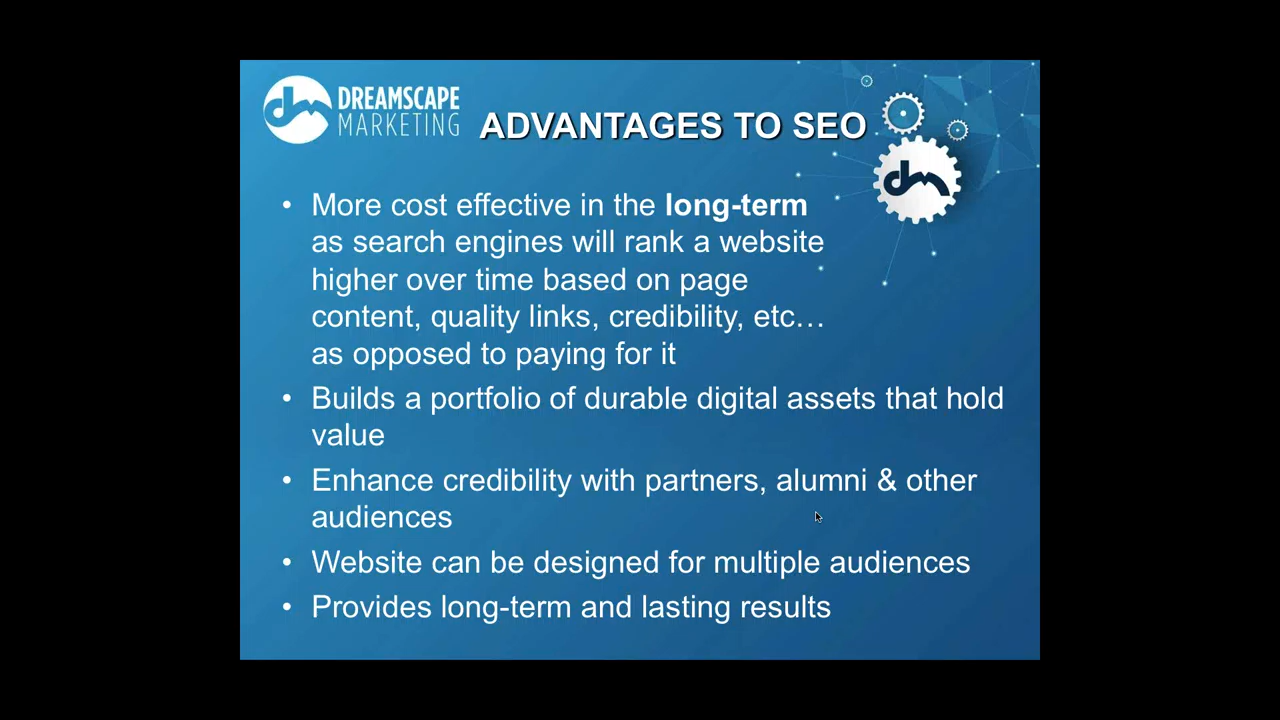 DREAMSCAPE
MARKETING
ADVANTAGES TO SEO
dm
dm
• More cost effective in the long-term
as search engines will rank a website
higher over time based on page
content, quality links, credibility, etc…
as opposed to paying for it
• Builds a portfolio of durable digital assets that hold
value
• Enhance credibility with partners, alumni & other
audiences
• Website can be designed for multiple audiences
• Provides long-term and lasting results